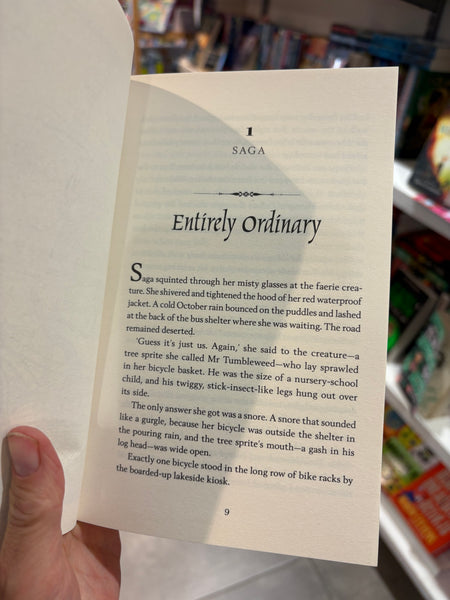 1
SAGA
Entirely Ordinary
Saga squinted through her misty glasses at the faerie crea-
ture. She shivered and tightened the hood of her red waterproof
jacket. A cold October rain bounced on the puddles and lashed
at the back of the bus shelter where she was waiting. The road
remained deserted.
'Guess it's just us. Again,' she said to the creature—a
tree sprite she called Mr Tumbleweed—who lay sprawled
in her bicycle basket. He was the size of a nursery-school
child, and his twiggy, stick-insect-like legs hung out over
its side.
The only answer she got was a snore. A snore that sounded
like a gurgle, because her bicycle was outside the shelter in
the pouring rain, and the tree sprite's mouth—a gash in his
log head—was wide open.
Exactly one bicycle stood in the long row of bike racks by
the boarded-up lakeside kiosk.
9